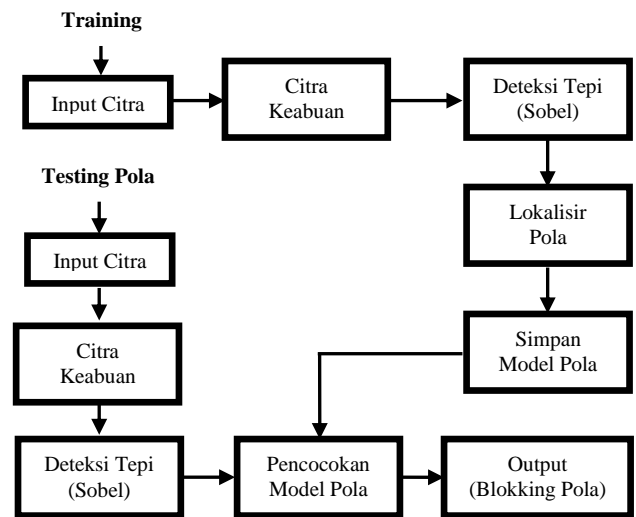 Training
Input Citra
Citra
Keabuan
Deteksi Tepi
(Sobel)
Lokalisir
Pola
Simpan
Model Pola
Testing Pola
Input Citra
Citra
Keabuan
Deteksi Tepi
(Sobel)
Pencocokan
Model Pola
Output
(Blokking Pola)